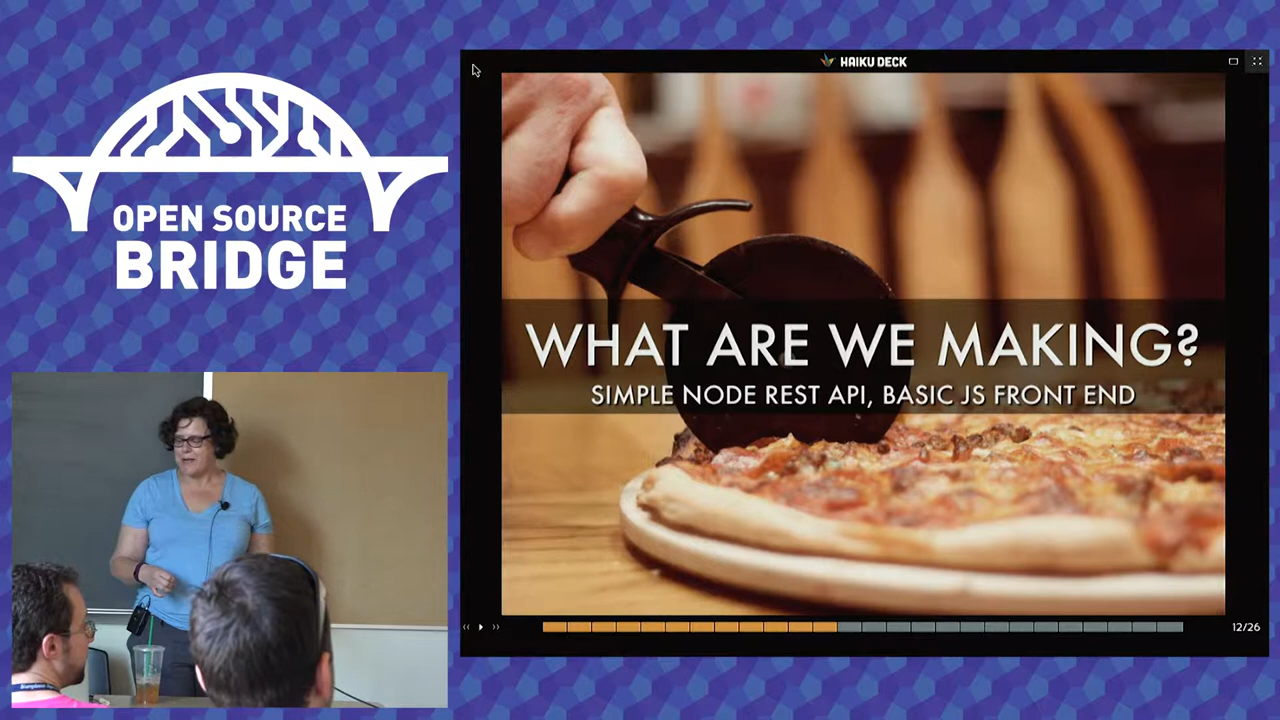 OPEN SOURCE
BRIDGE
HAIKU DECK
WHAT ARE WE MAKING?
SIMPLE NODE REST API, BASIC JS FRONT END
12/26